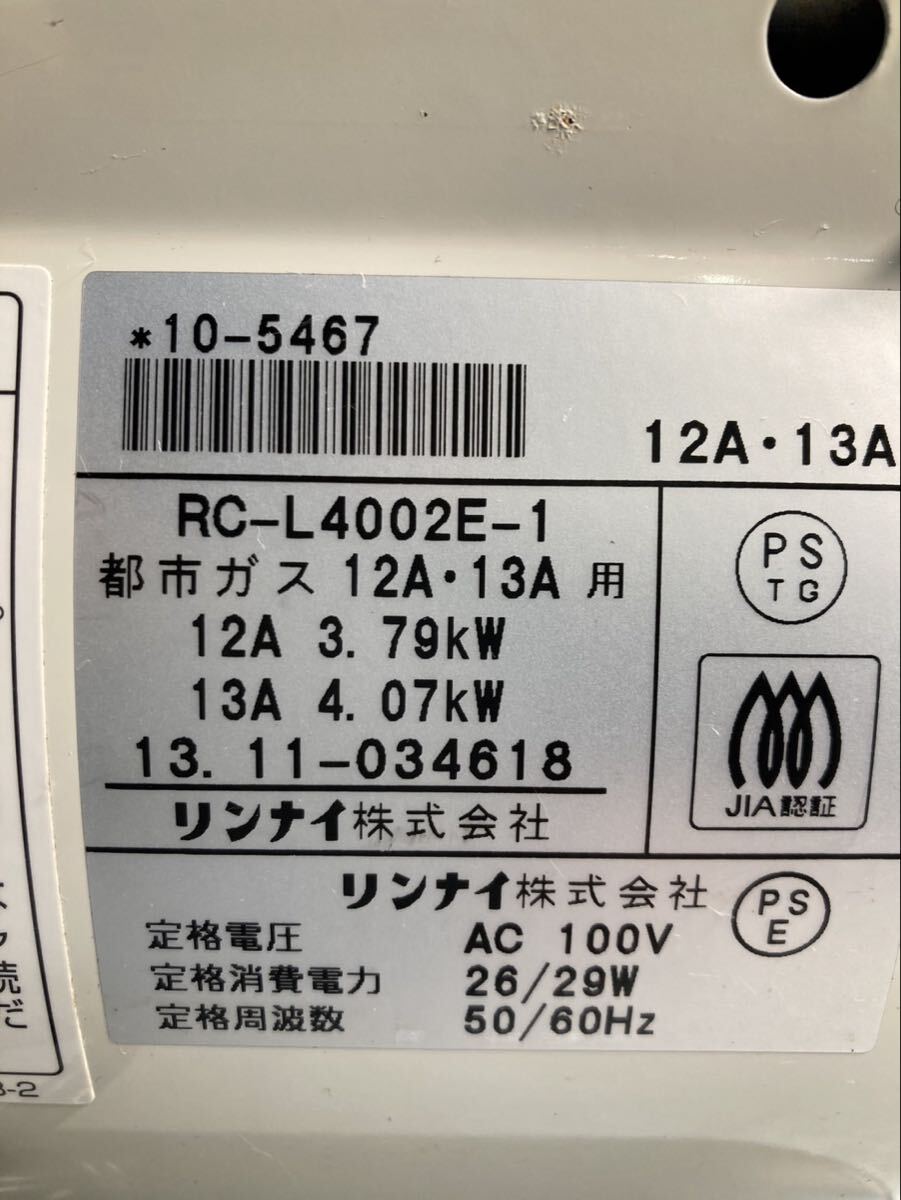 *10-5467
12A・13A
RC-L4002E-1
都市ガス 12A・13A 用
12A 3.79kW
13A 4.07kW
13.11-034618
リンナイ株式会社
PS
TG
JIA認証
リンナイ株式会社
PS
E
定格電圧 AC 100V
定格消費電力 26/29W
定格周波数 50/60Hz
続
だ
-2